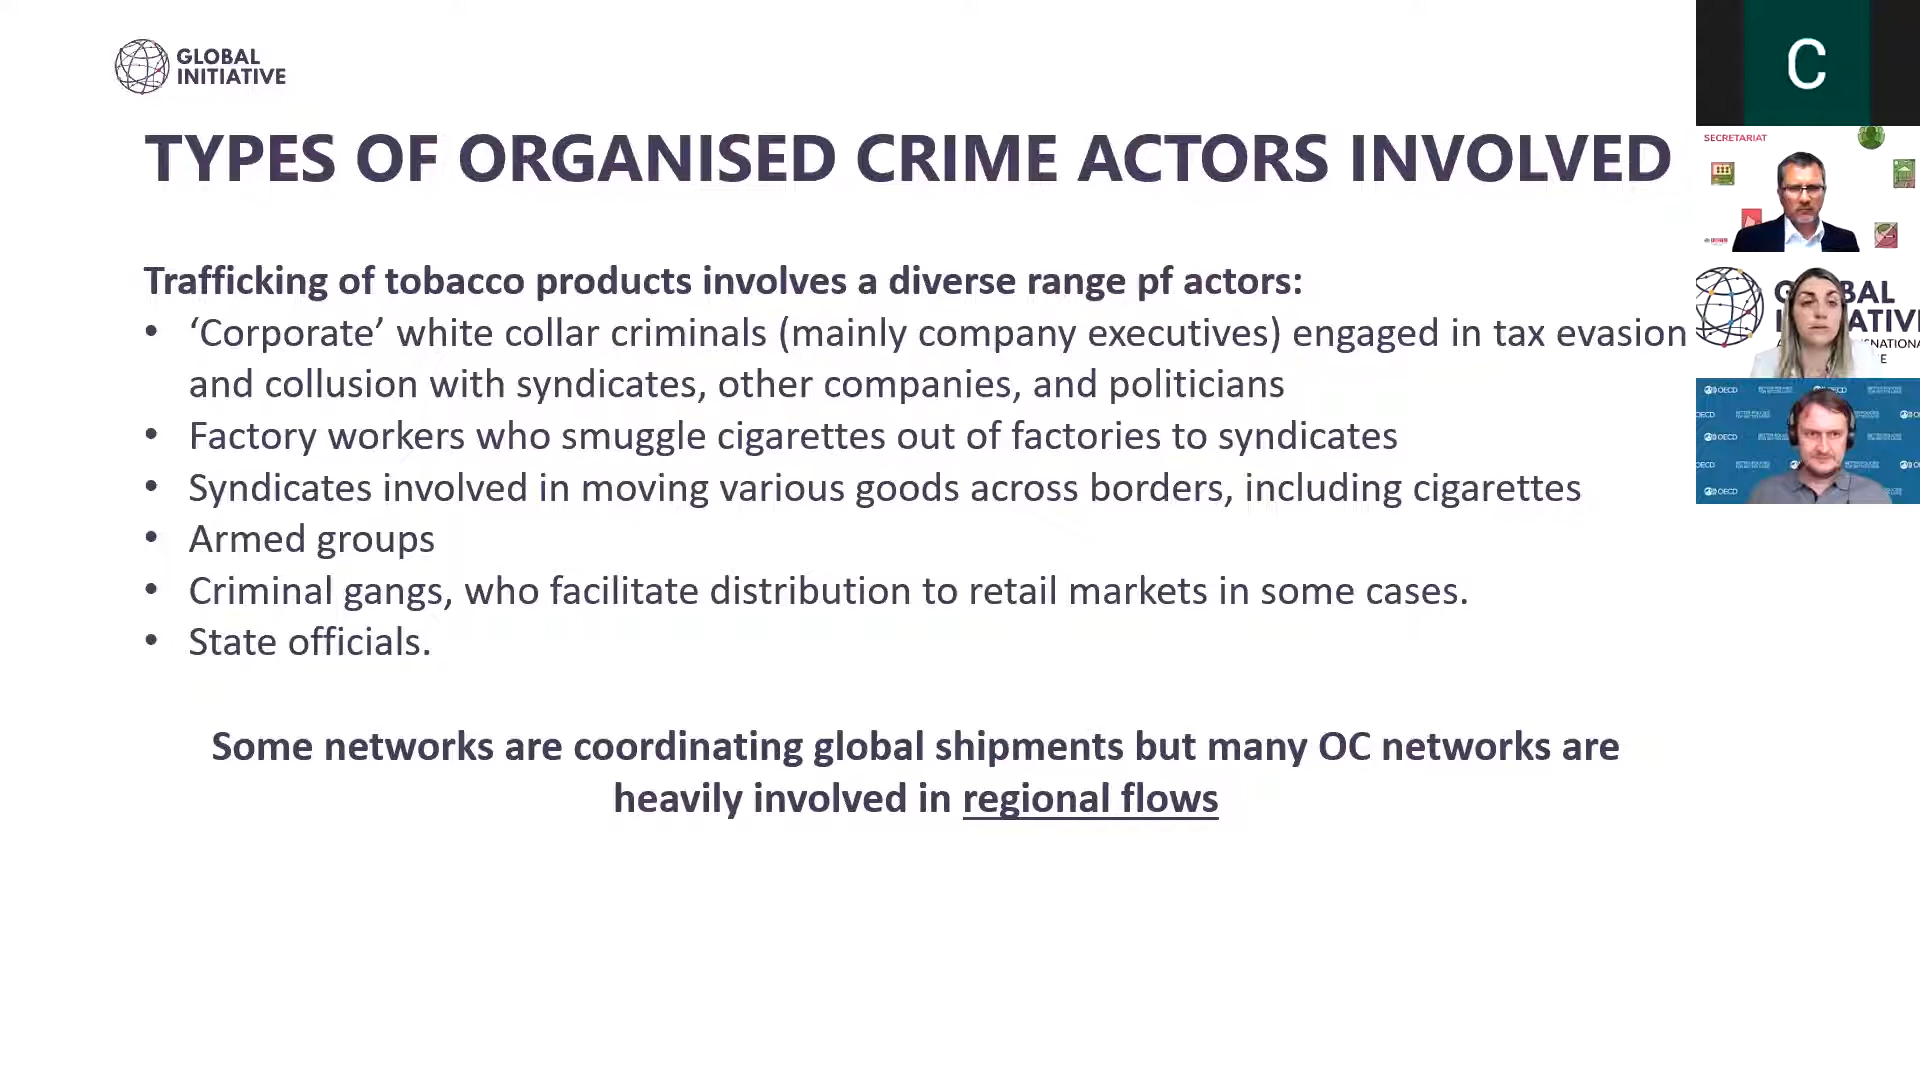 GLOBAL
INITIATIVE
TYPES OF ORGANISED CRIME ACTORS INVOLVED
Trafficking of tobacco products involves a diverse range pf actors:
• ‘Corporate’ white collar criminals (mainly company executives) engaged in tax evasion
and collusion with syndicates, other companies, and politicians
• Factory workers who smuggle cigarettes out of factories to syndicates
• Syndicates involved in moving various goods across borders, including cigarettes
• Armed groups
• Criminal gangs, who facilitate distribution to retail markets in some cases.
• State officials.
Some networks are coordinating global shipments but many OC networks are
heavily involved in regional flows
C
SECRETARIAT
OECD
OECD
OECD
OECD